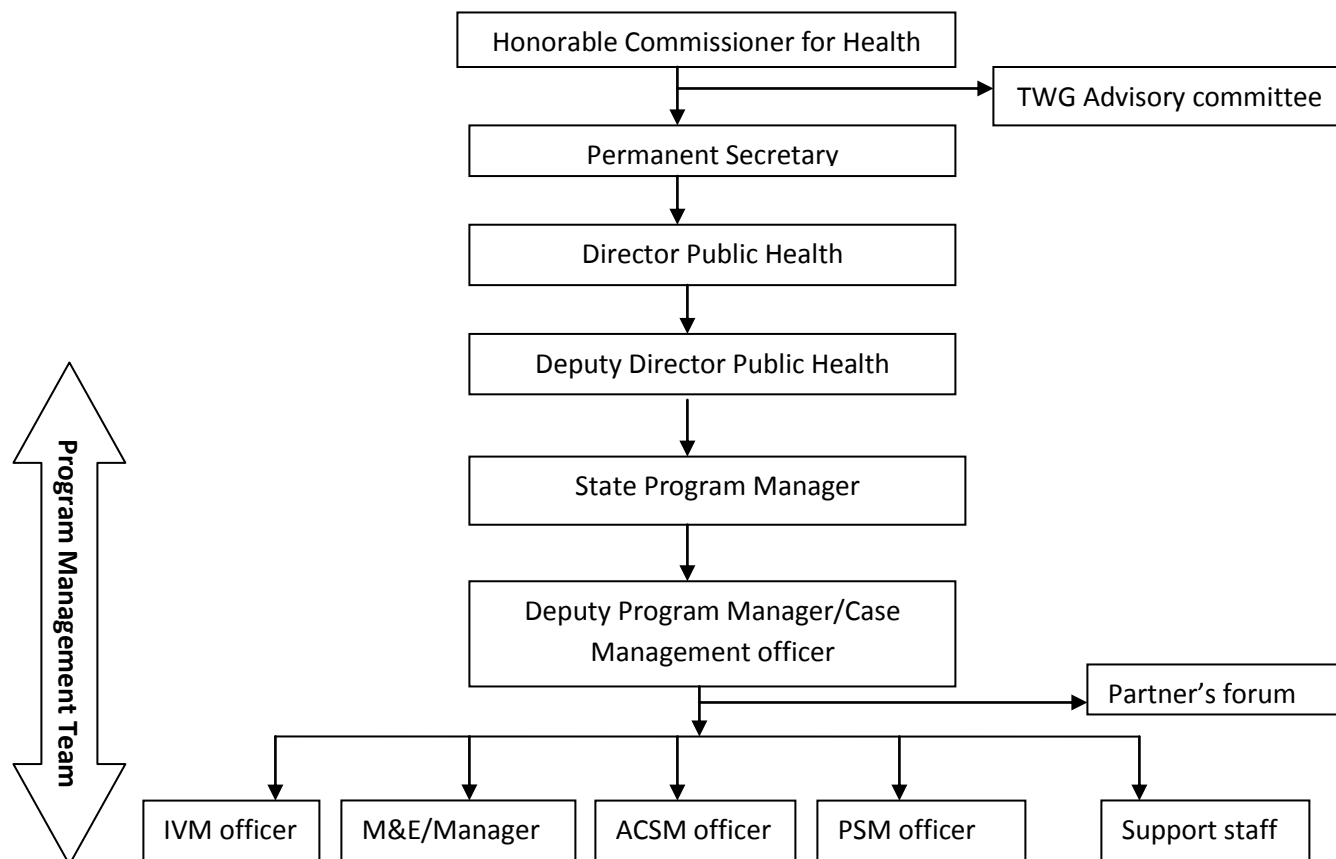 Honorable Commissioner for Health
TWG Advisory committee
Permanent Secretary
Director Public Health
Deputy Director Public Health
Program Management Team
State Program Manager
Deputy Program Manager/Case
Management officer
Partner’s forum
IVM officer
M&E/Manager
ACSM officer
PSM officer
Support staff